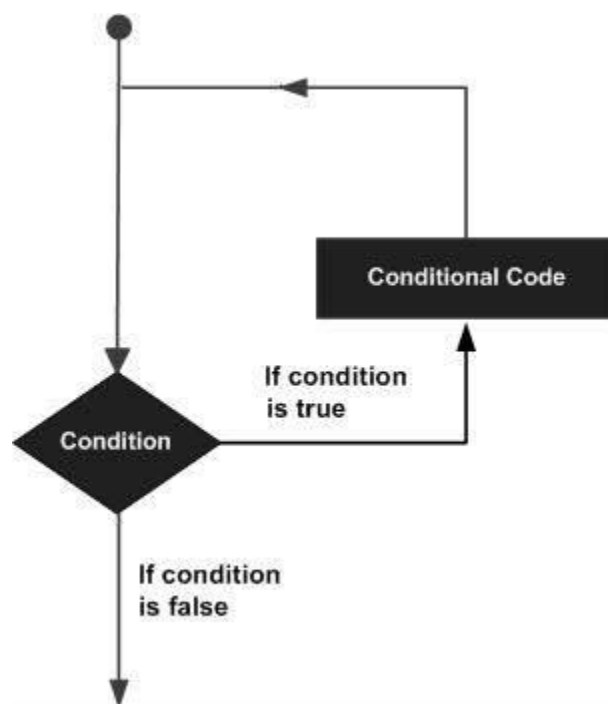 Conditional Code
If condition
is true
Condition
If condition
is false